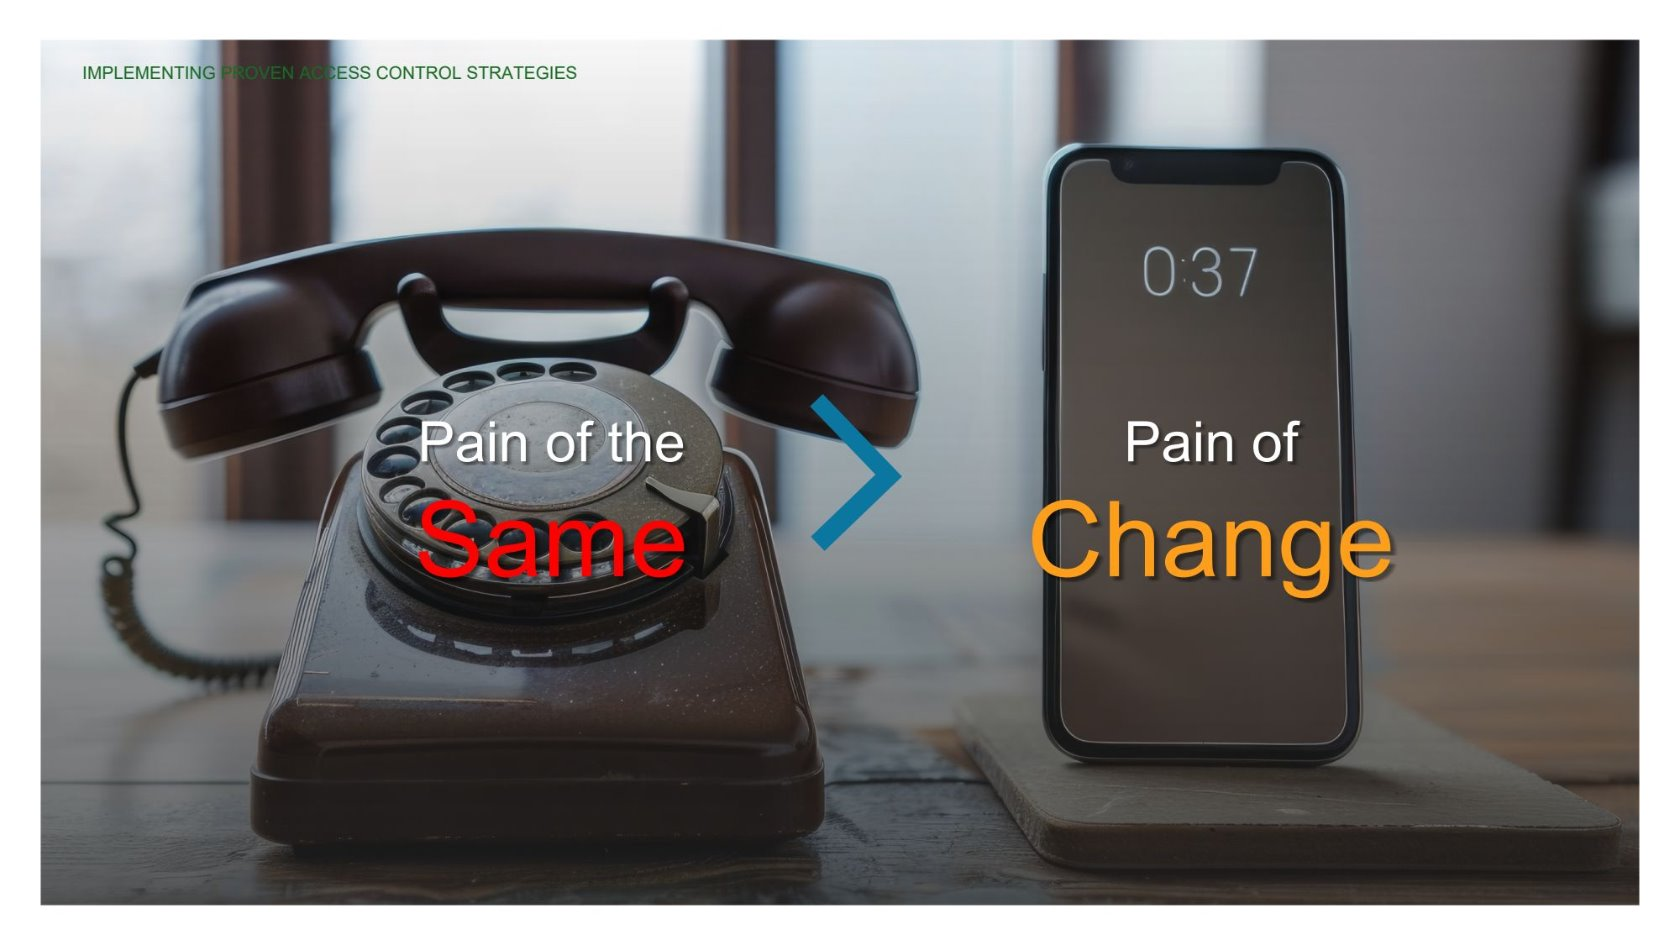 IMPLEMENTING PROVEN ACCESS CONTROL STRATEGIES
0:37
Pain of the
Same
Pain of
Change